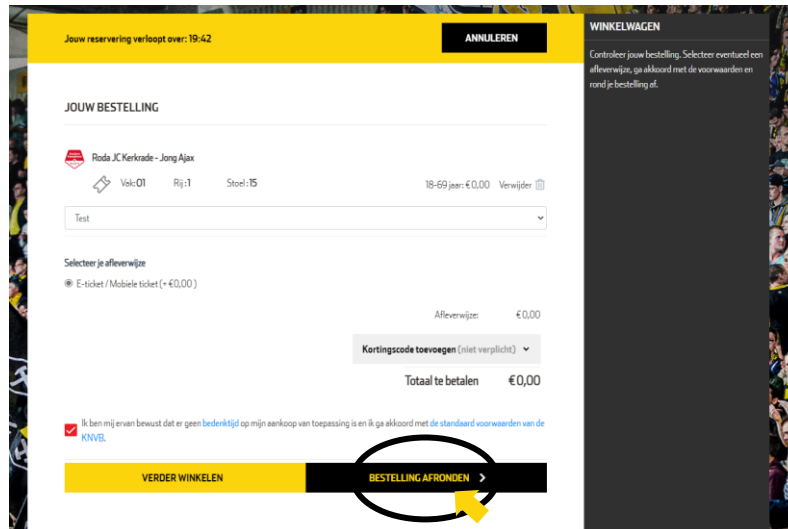 Jouw reservering verloopt over: 19:42
ANNULEREN
WINKELWAGEN
Controleer jouw bestelling. Selecteer eventueel een
afleverwijze, ga akkoord met de voorwaarden en
rond je bestelling af.
JOUW BESTELLING
Roda JC Kerkrade - Jong Ajax
Vak: 01 Rij: 1 Stoel: 15 18-69 jaar: € 0,00 Verwijder
Test
Selecteer je afleverwijze
E-ticket / Mobiele ticket (+ €0,00 )
Afleverwijze: € 0,00
Kortingscode toevoegen (niet verplicht)
Totaal te betalen € 0,00
Ik ben mij ervan bewust dat er geen bedenktijd op mijn aankoop van toepassing is en ik ga akkoord met de standaard voorwaarden van de
KNVB.
VERDER WINKELEN
BESTELLING AFRONDEN